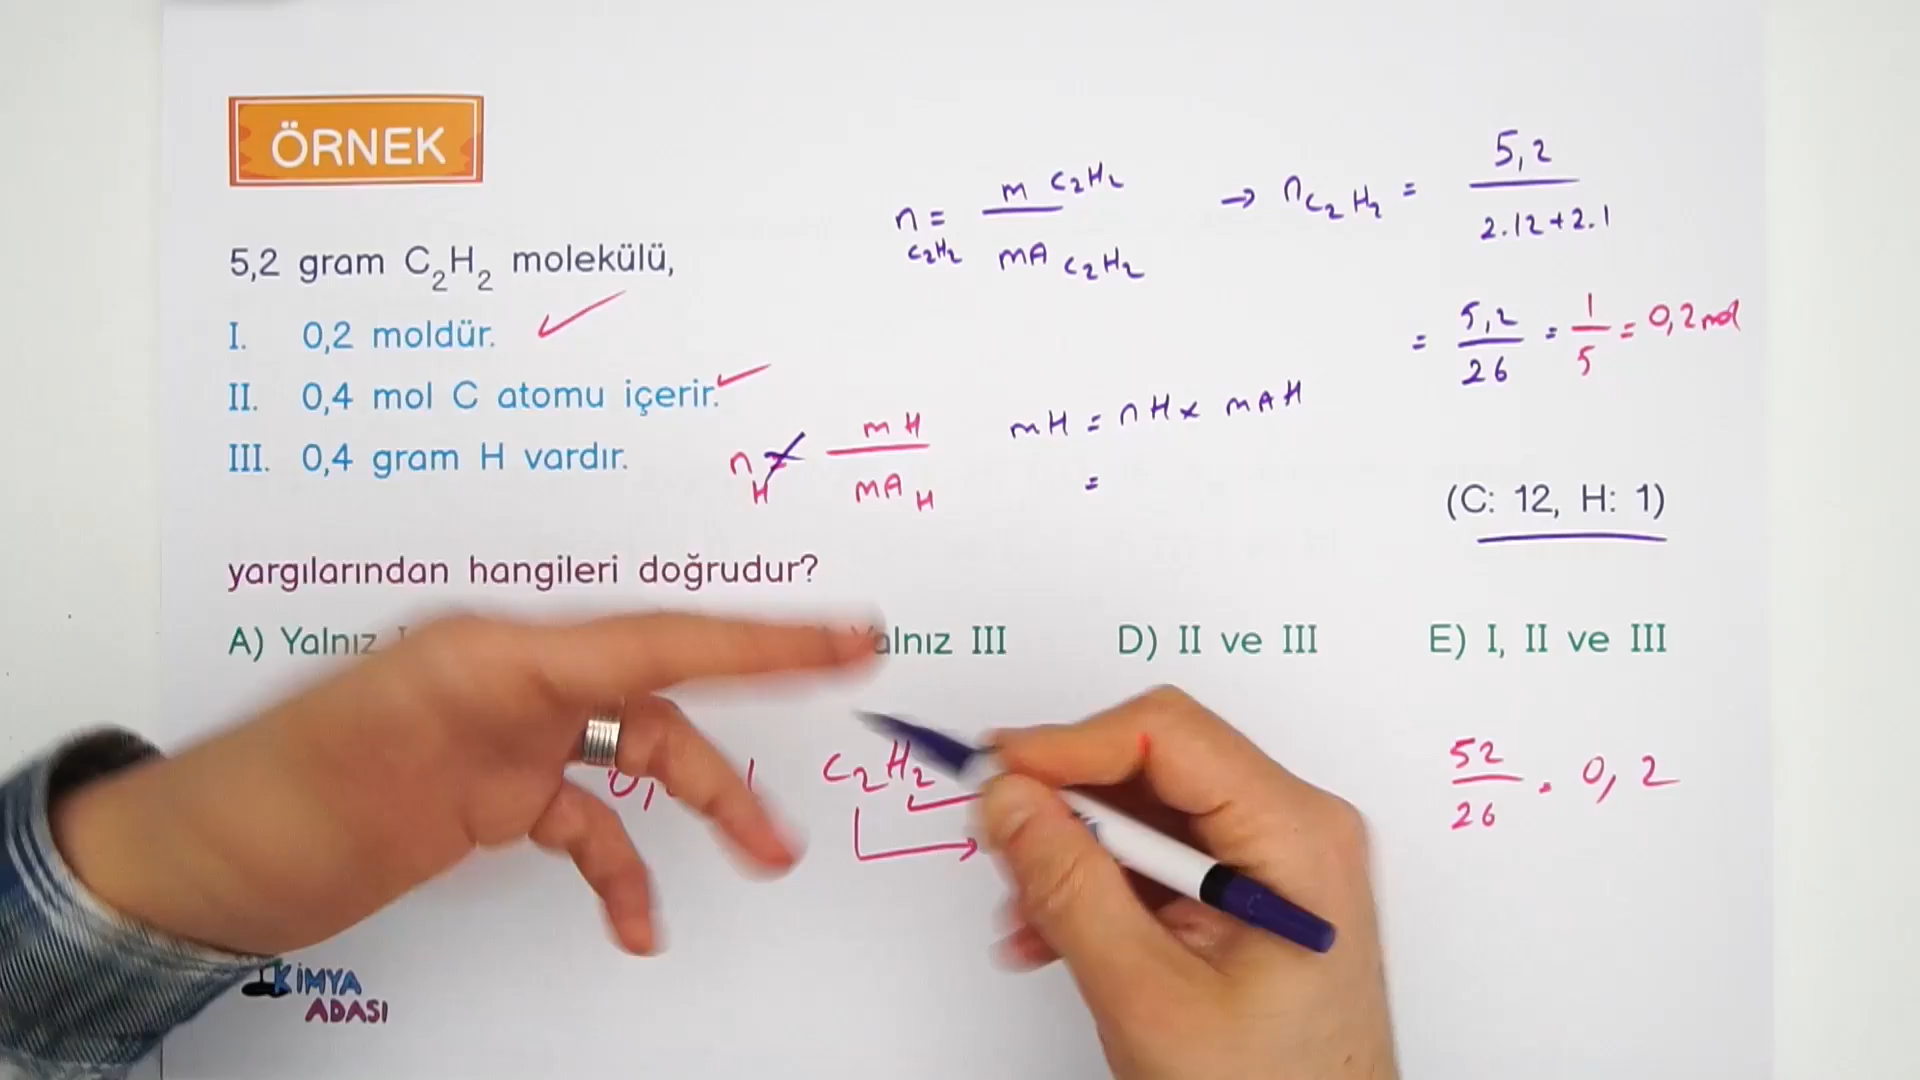 ÖRNEK
5,2 gram C₂H₂ molekülü,
I. 0,2 moldür.
II. 0,4 mol C atomu içerir.
III. 0,4 gram H vardır.
yargılarından hangileri doğrudur?
A) Yalnız
Yalnız III
D) II ve III
E) I, II ve III
(C: 12, H: 1)
n C₂H₂ = m C₂H₂ / mA C₂H₂
→ n C₂H₂ = 5,2 / 2.12+2.1
= 5,2 / 26 = 1 / 5 = 0,2 mol
n H = m H / mA H
mH = nH x mAH
=
C₂H₂
52 / 26 . 0,2
KİMYA
ADASI